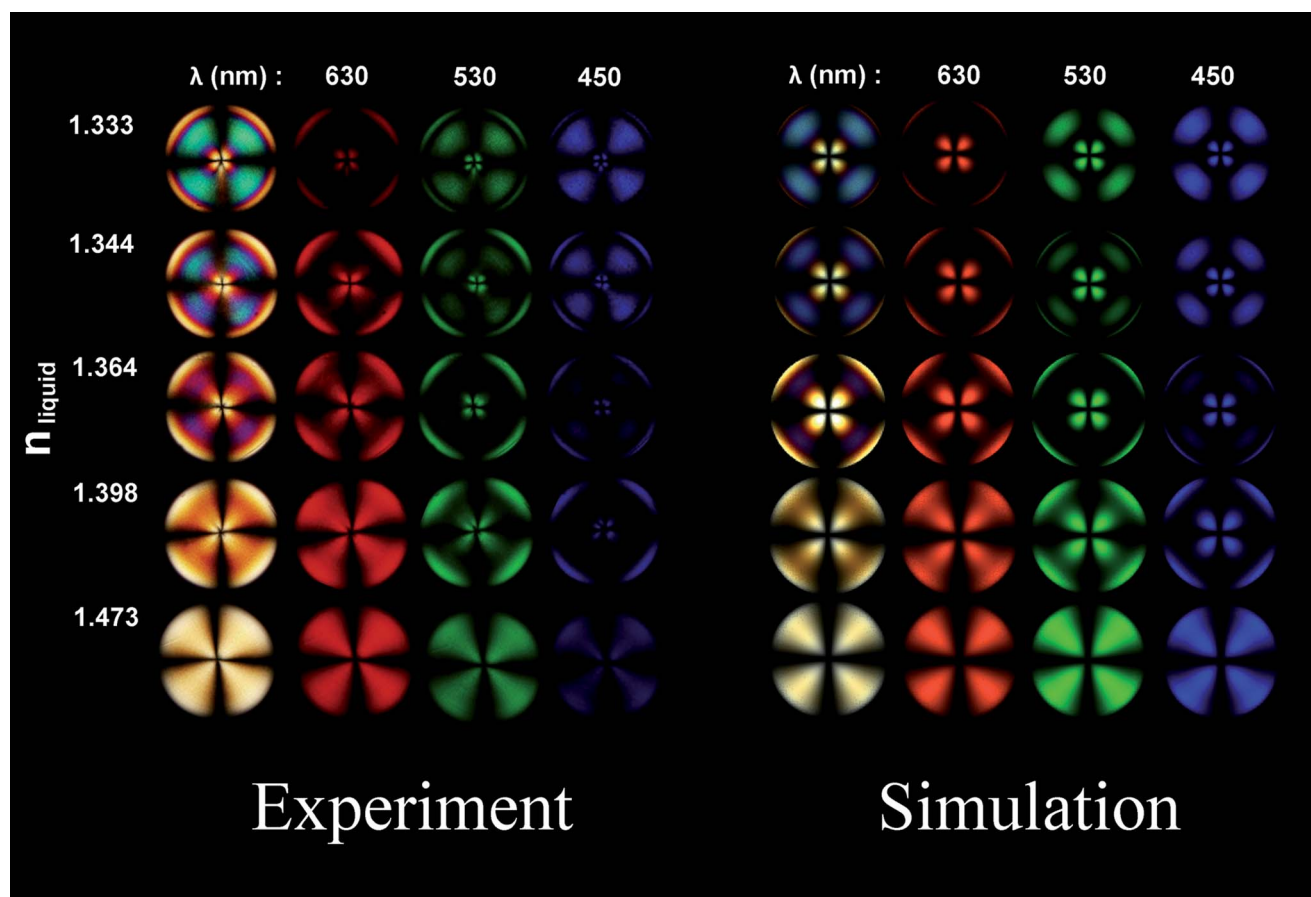 λ (nm) : 630 530 450 λ (nm) : 630 530 450
1.333
1.344
1.364
n liquid
1.398
1.473
Experiment Simulation